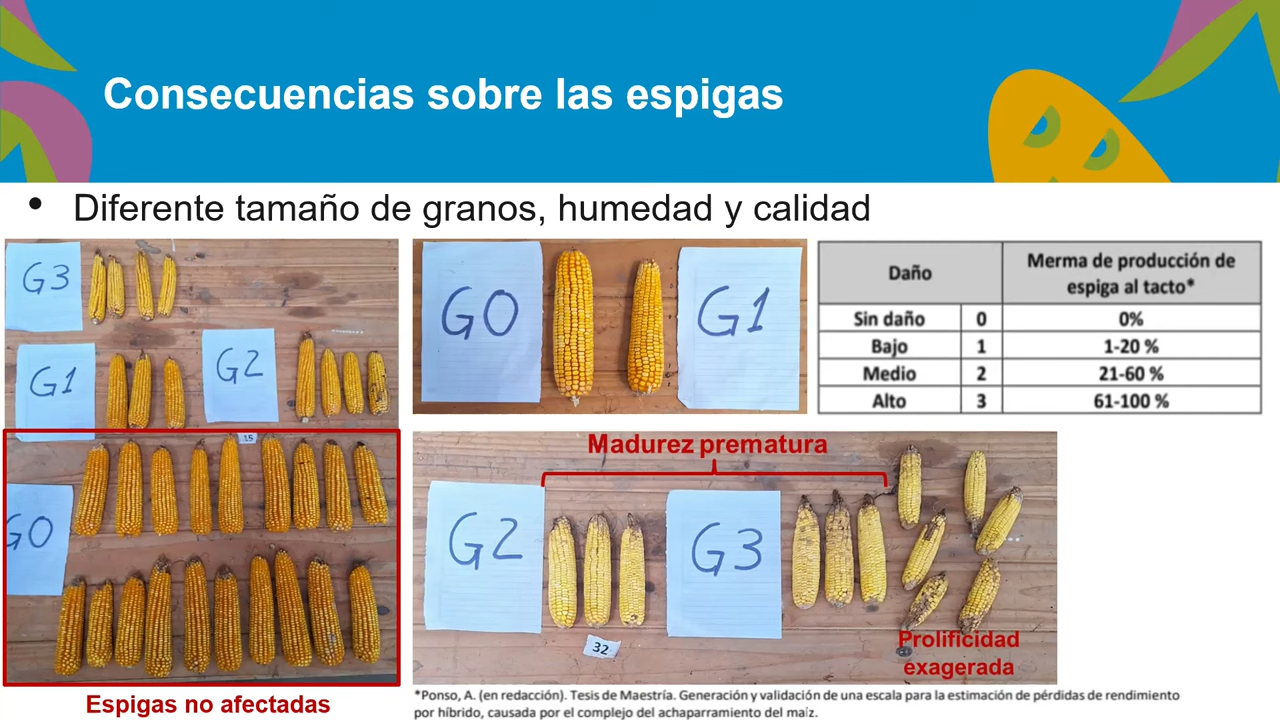 Consecuencias sobre las espigas
• Diferente tamaño de granos, humedad y calidad
G3
G1
G2
15
G0
Espigas no afectadas
G0
G1
Daño
Merma de producción de
espiga al tacto*
Sin daño 0 0%
Bajo 1 1-20 %
Medio 2 21-60 %
Alto 3 61-100 %
Madurez prematura
G2
G3
32
Prolificidad
exagerada
*Ponso, A. (en redacción). Tesis de Maestría. Generación y validación de una escala para la estimación de pérdidas de rendimiento
por híbrido, causada por el complejo del achaparramiento del maíz.